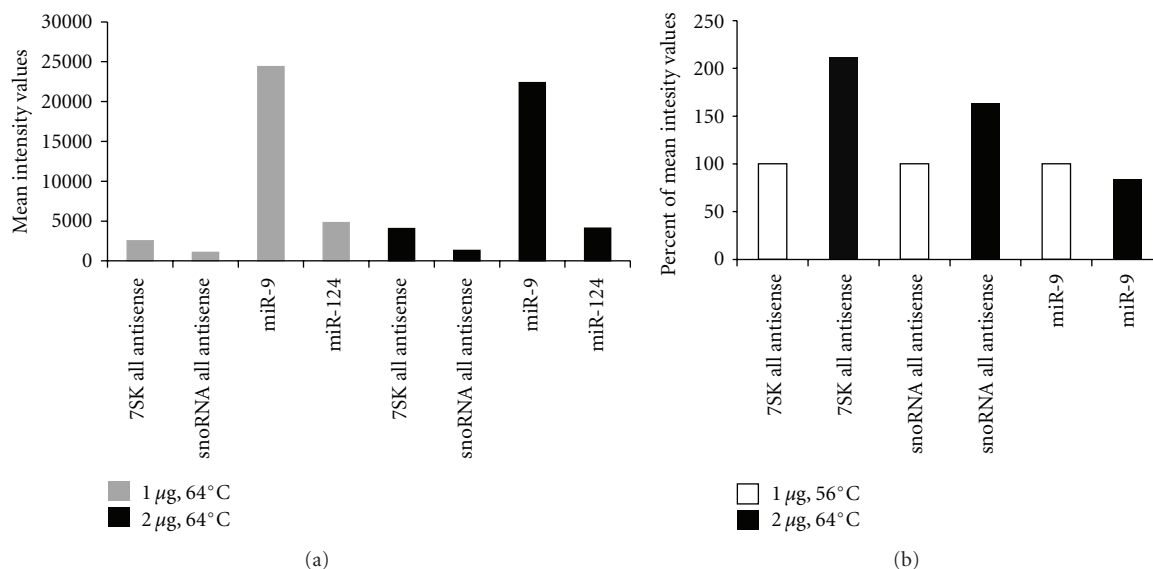 Mean intensity values
30000
25000
20000
15000
10000
5000
0
7SK all antisense
snoRNA all antisense
miR-9
miR-124
7SK all antisense
snoRNA all antisense
miR-9
miR-124
1 μg, 64°C
2 μg, 64°C
(a)
Percent of mean intesity values
250
200
150
100
50
0
7SK all antisense
7SK all antisense
snoRNA all antisense
snoRNA all antisense
miR-9
miR-9
1 μg, 56°C
2 μg, 64°C
(b)